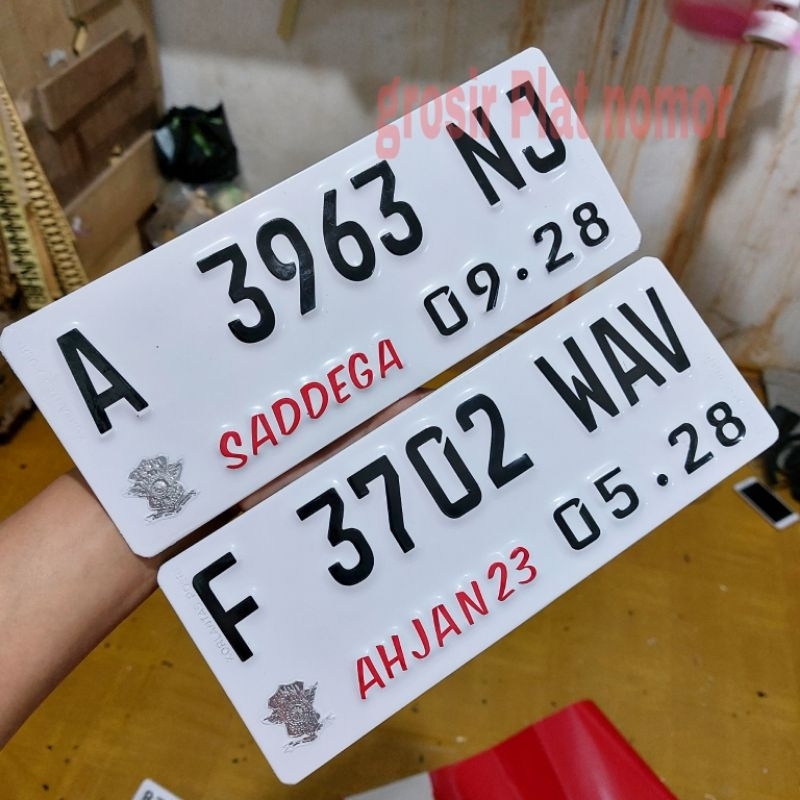 grosir Plat nomor
A 3963 NJ
SADDEGA 09.28
F 3702 WAV
AHJAN23 05.28